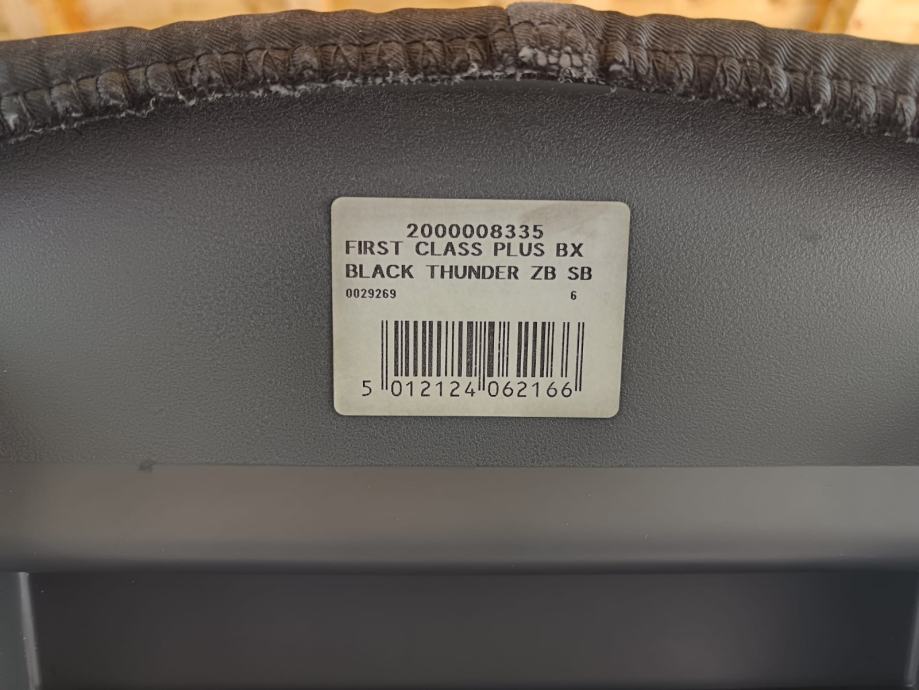 2000008335
FIRST CLASS PLUS BX
BLACK THUNDER ZB SB
0029269 6
5 012124 062166